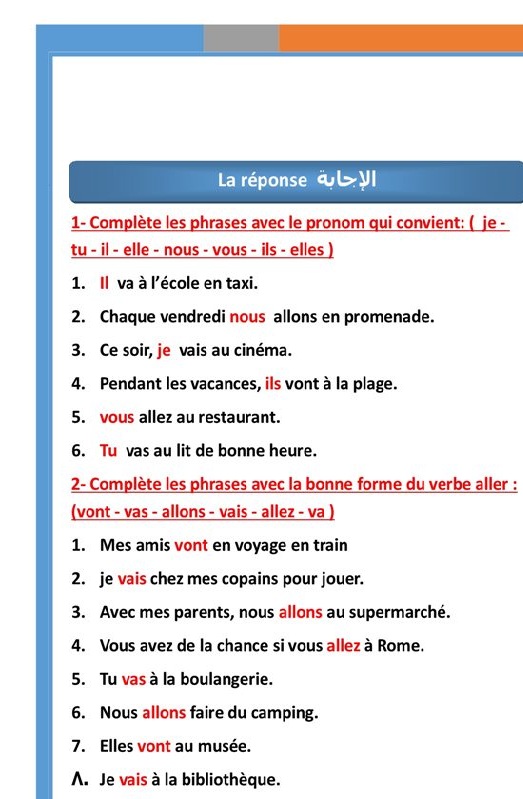 La réponse الإجابة
1- Complète les phrases avec le pronom qui convient: ( je -
tu - il - elle - nous - vous - ils - elles )
1. Il va à l'école en taxi.
2. Chaque vendredi nous allons en promenade.
3. Ce soir, je vais au cinéma.
4. Pendant les vacances, ils vont à la plage.
5. vous allez au restaurant.
6. Tu vas au lit de bonne heure.
2- Complète les phrases avec la bonne forme du verbe aller :
(vont - vas - allons - vais - allez - va )
1. Mes amis vont en voyage en train
2. je vais chez mes copains pour jouer.
3. Avec mes parents, nous allons au supermarché.
4. Vous avez de la chance si vous allez à Rome.
5. Tu vas à la boulangerie.
6. Nous allons faire du camping.
7. Elles vont au musée.
٨. Je vais à la bibliothèque.